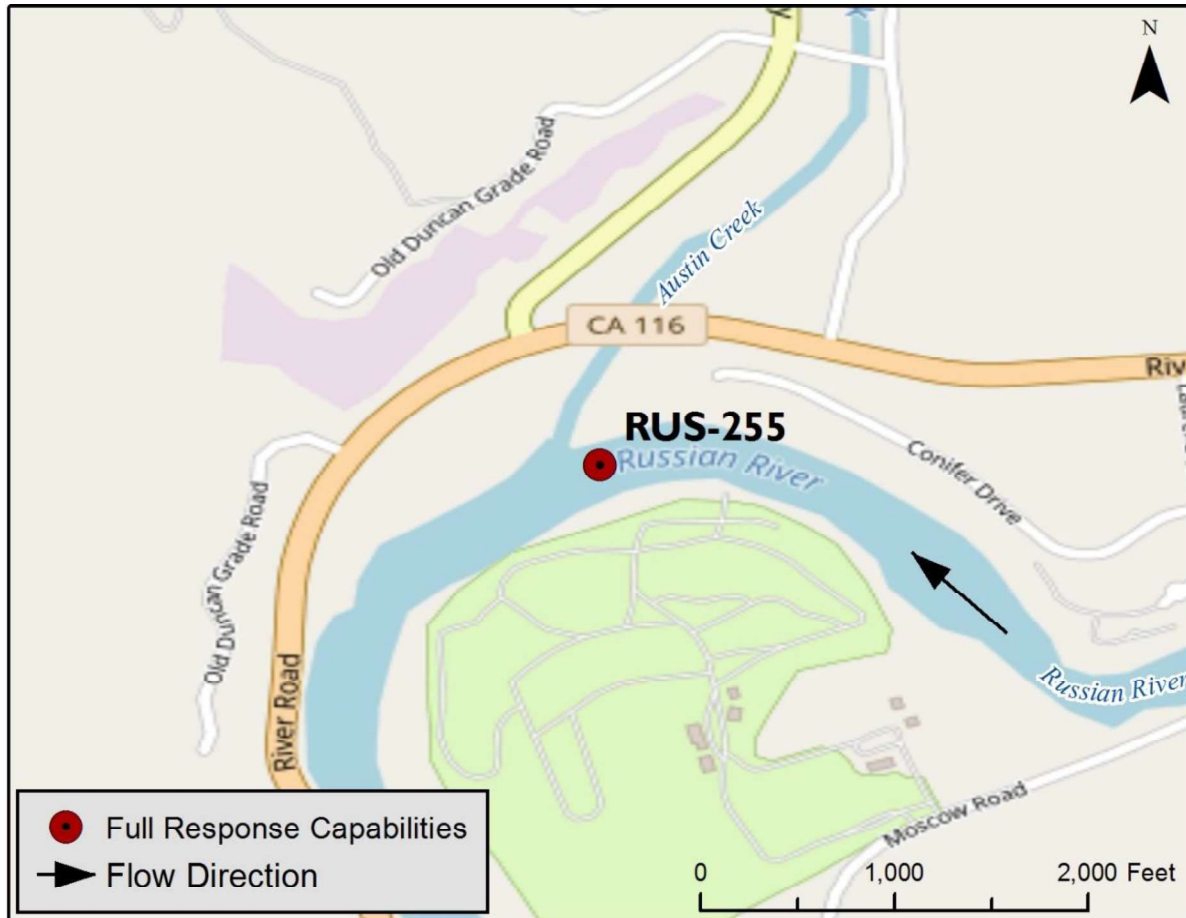 N
Old Duncan Grade Road
Austin Creek
CA 116
RUS-255
Russian River
Conifer Drive
Old Duncan Grade Road
River Road
Russian River
Moscow Road
Full Response Capabilities
Flow Direction
0 1,000 2,000 Feet